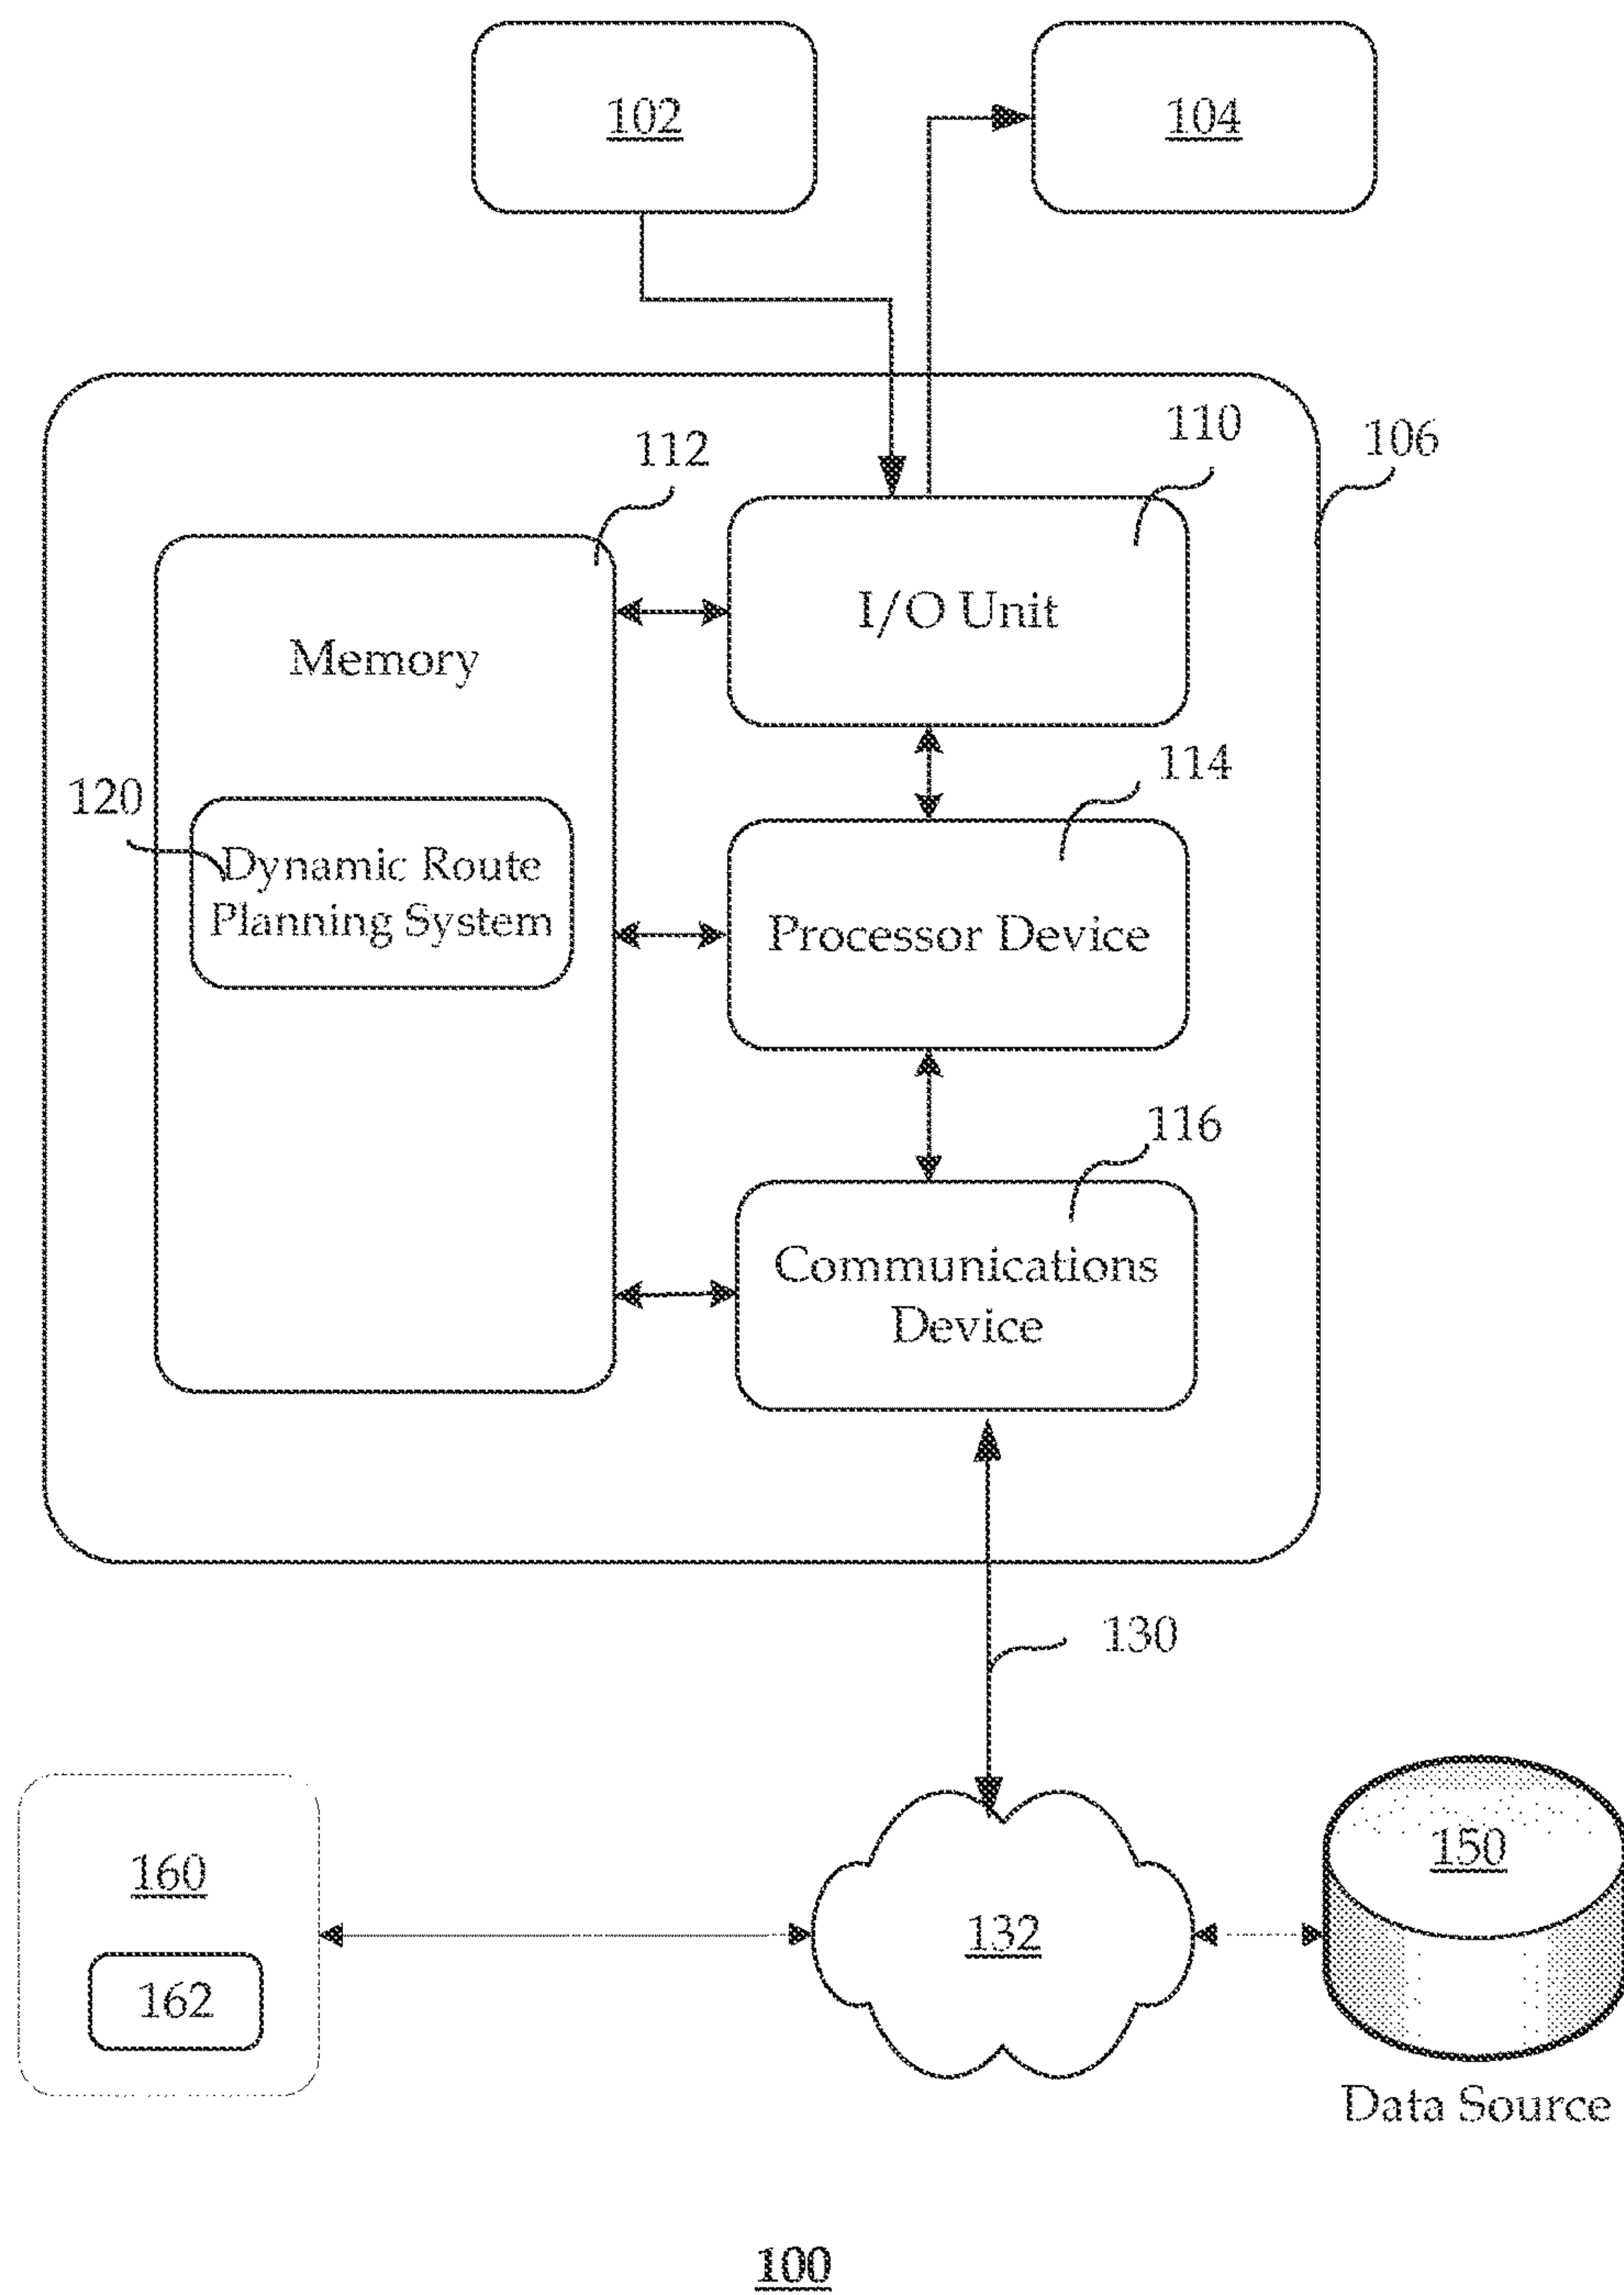 102
104
110
106
112
I/O Unit
Memory
114
120
Dynamic Route
Planning System
Processor Device
116
Communications
Device
130
150
160
132
162
Data Source
100